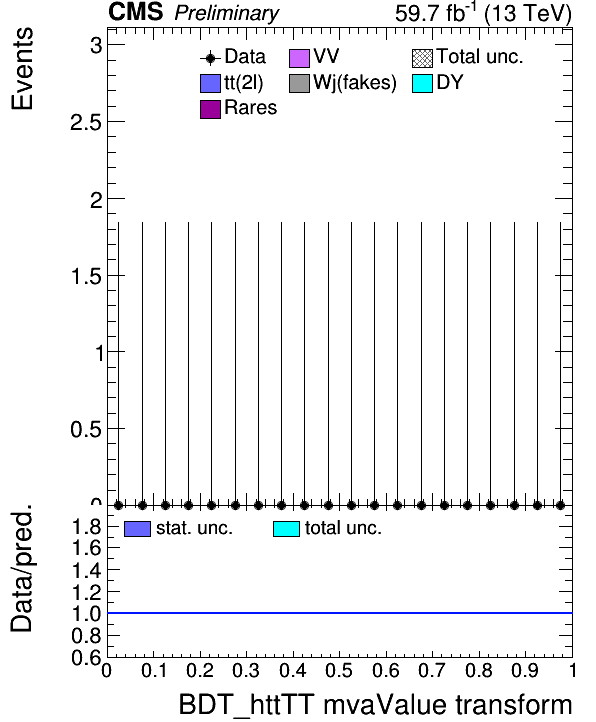 CMS Preliminary 59.7 fb⁻¹ (13 TeV)
Events
3
2.5
2
1.5
1
0.5
0
Data VV Total unc.
tt(2l) Wj(fakes) DY
Rares
Data/pred.
1.8
1.6
1.4
1.2
1.0
0.8
0.6
stat. unc. total unc.
0 0.1 0.2 0.3 0.4 0.5 0.6 0.7 0.8 0.9 1
BDT_httTT mvaValue transform